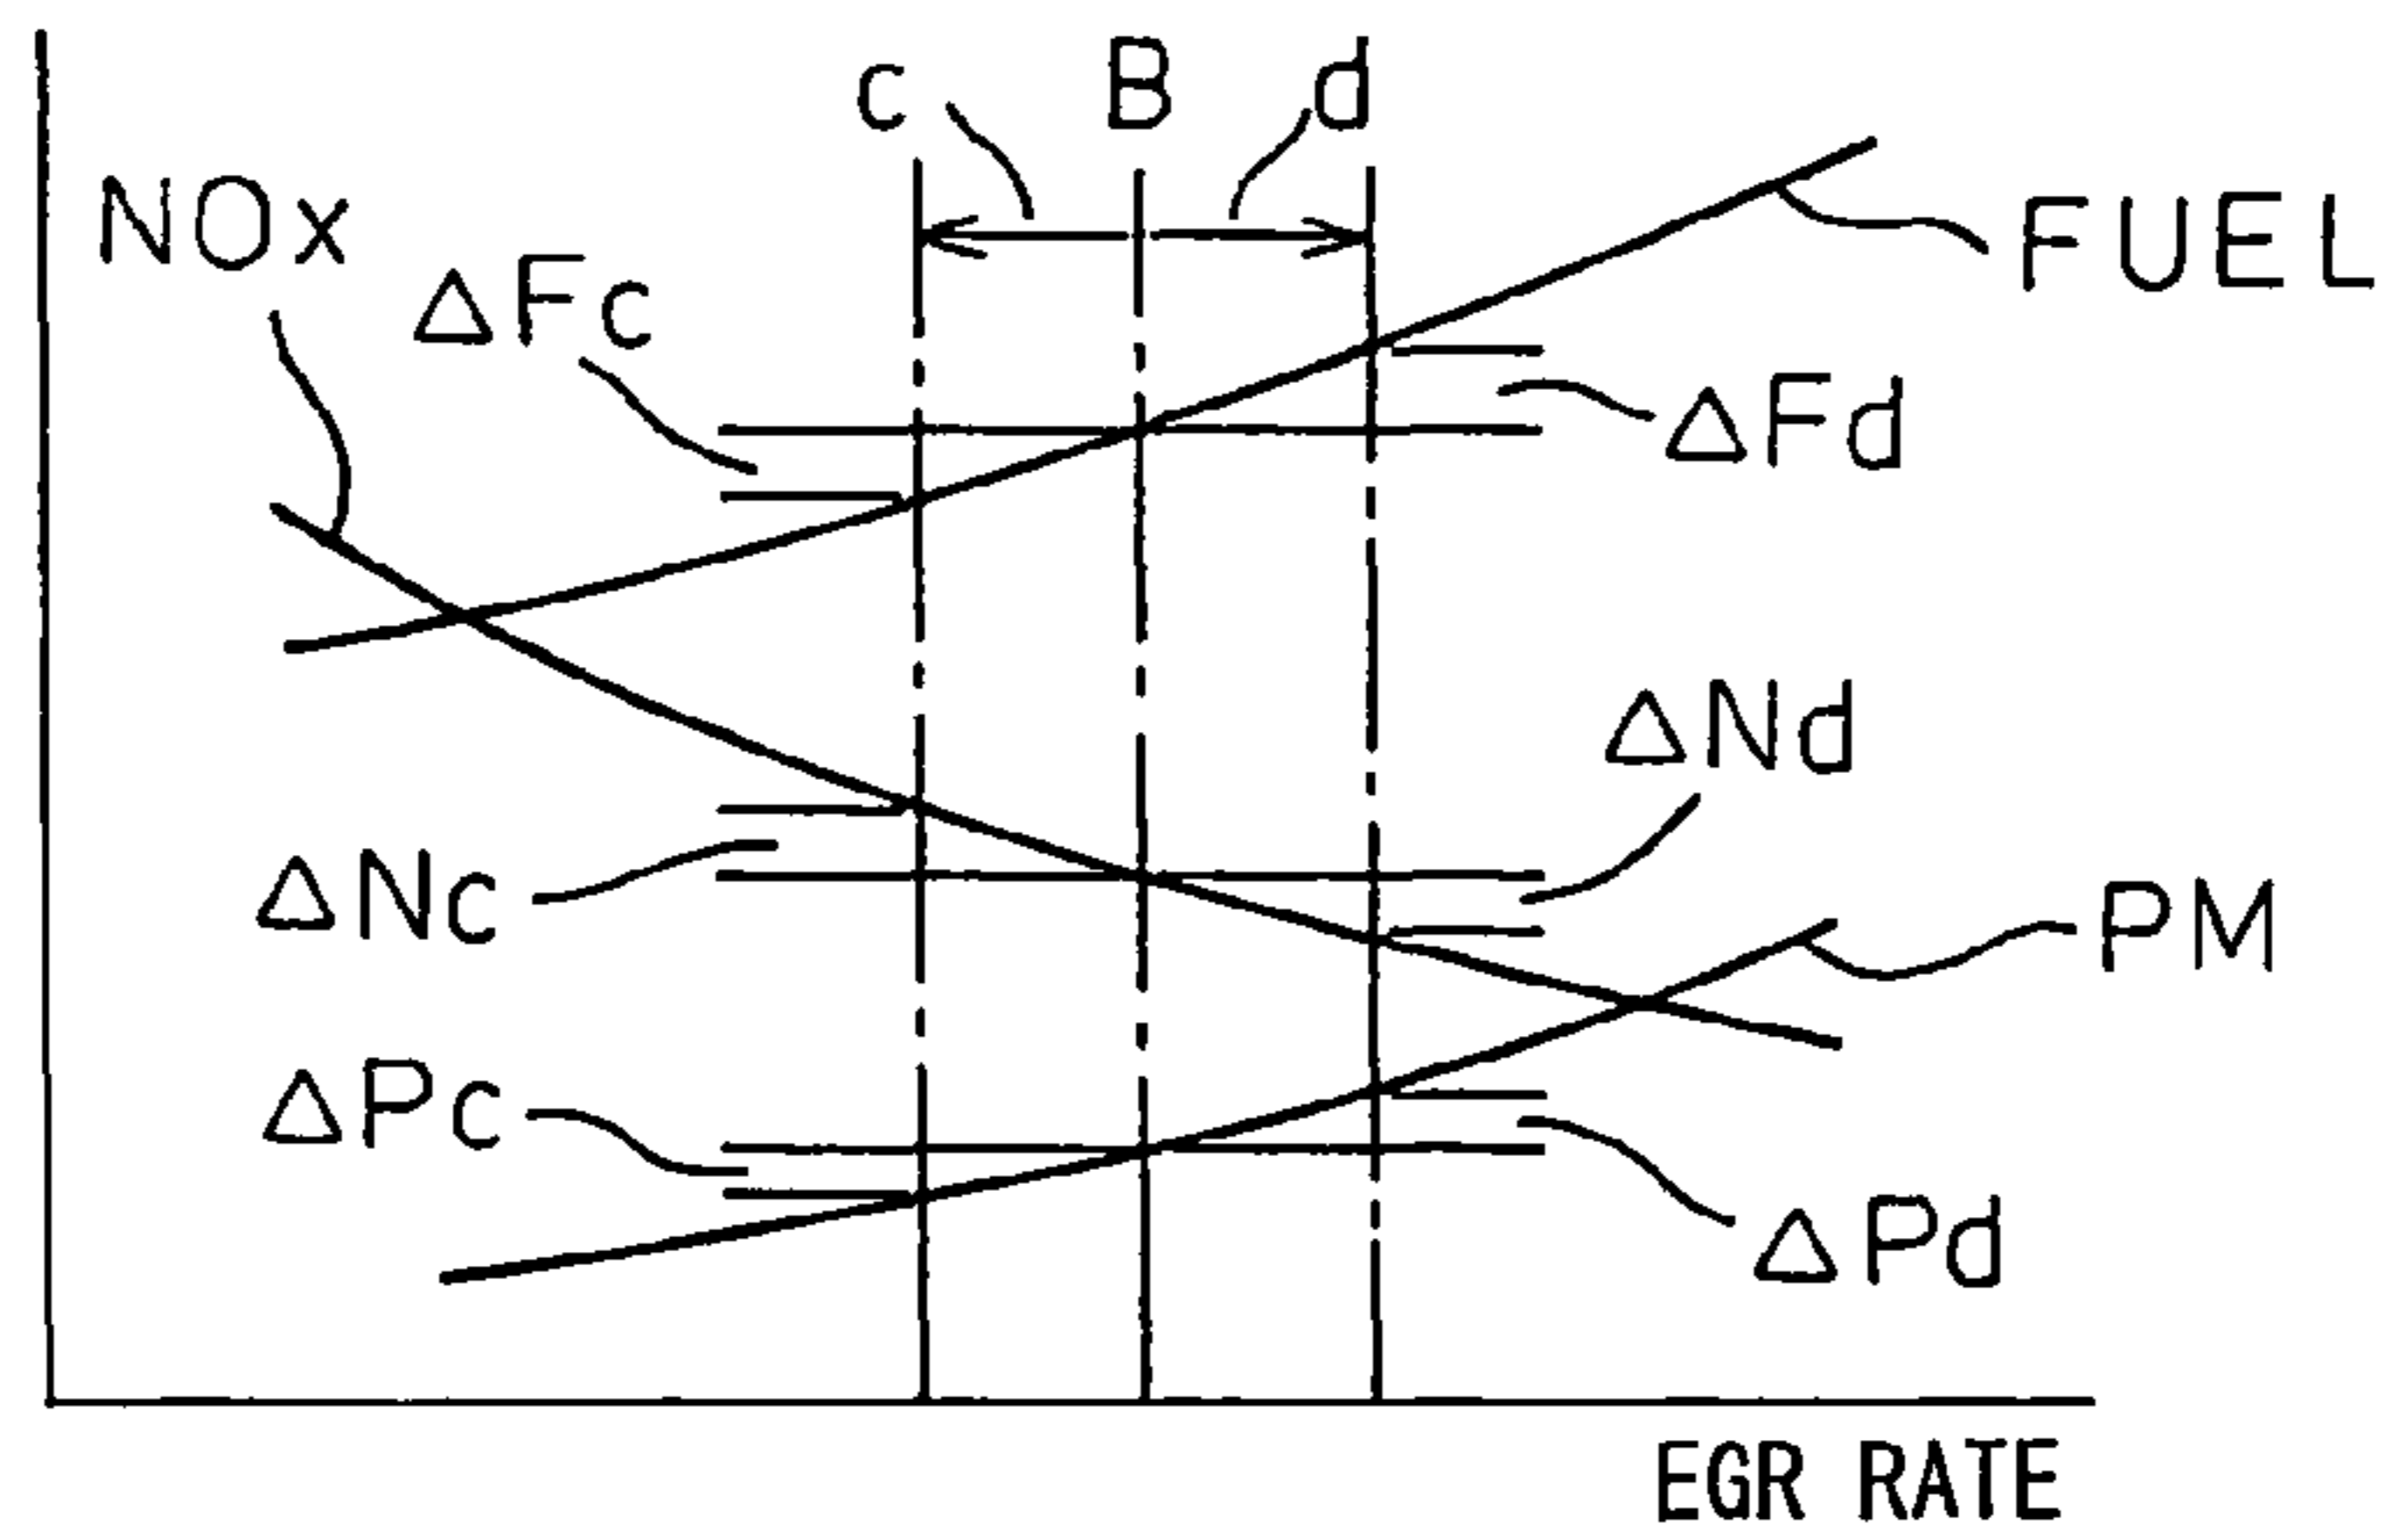 c B d
NOx
FUEL
ΔFc
ΔFd
ΔNd
ΔNc
PM
ΔPc
ΔPd
EGR RATE